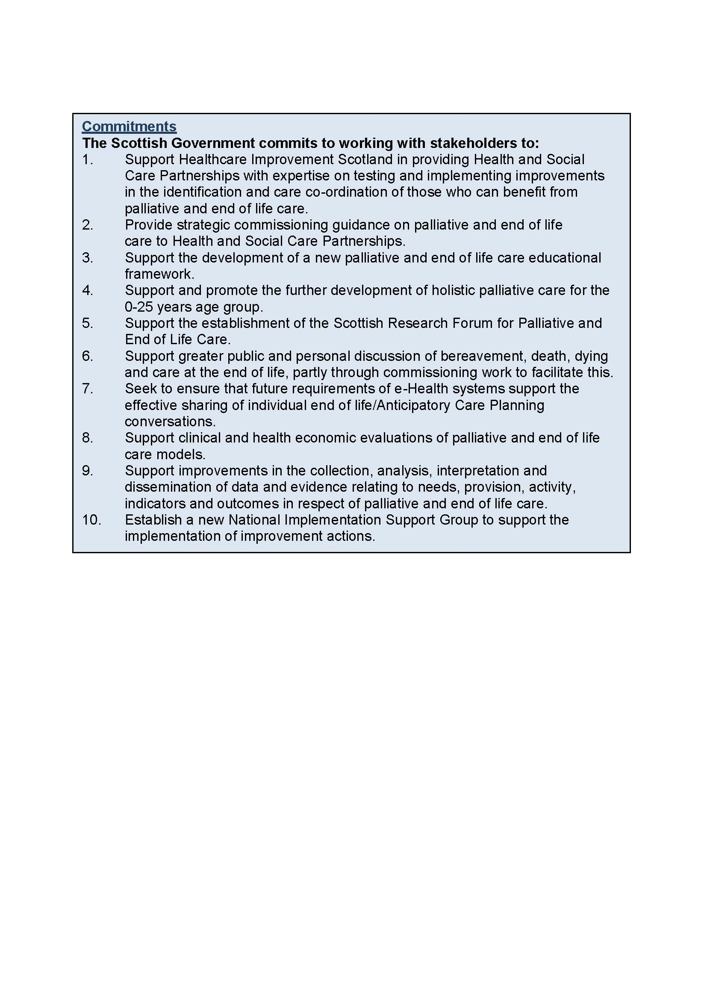 Commitments
The Scottish Government commits to working with stakeholders to:
1. Support Healthcare Improvement Scotland in providing Health and Social
Care Partnerships with expertise on testing and implementing improvements
in the identification and care co-ordination of those who can benefit from
palliative and end of life care.
2. Provide strategic commissioning guidance on palliative and end of life
care to Health and Social Care Partnerships.
3. Support the development of a new palliative and end of life care educational
framework.
4. Support and promote the further development of holistic palliative care for the
0-25 years age group.
5. Support the establishment of the Scottish Research Forum for Palliative and
End of Life Care.
6. Support greater public and personal discussion of bereavement, death, dying
and care at the end of life, partly through commissioning work to facilitate this.
7. Seek to ensure that future requirements of e-Health systems support the
effective sharing of individual end of life/Anticipatory Care Planning
conversations.
8. Support clinical and health economic evaluations of palliative and end of life
care models.
9. Support improvements in the collection, analysis, interpretation and
dissemination of data and evidence relating to needs, provision, activity,
indicators and outcomes in respect of palliative and end of life care.
10. Establish a new National Implementation Support Group to support the
implementation of improvement actions.